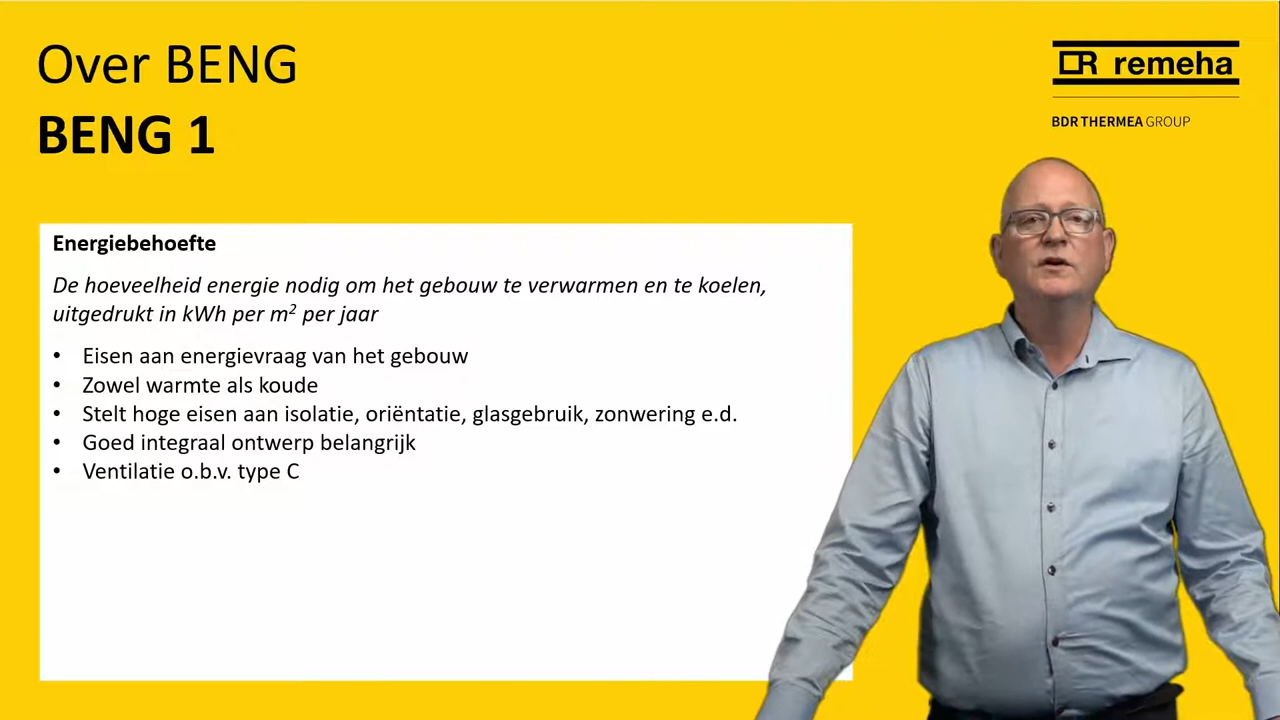 Over BENG
BENG 1
remeha
BDR THERMEA GROUP
Energiebehoefte
De hoeveelheid energie nodig om het gebouw te verwarmen en te koelen,
uitgedrukt in kWh per m² per jaar
• Eisen aan energievraag van het gebouw
• Zowel warmte als koude
• Stelt hoge eisen aan isolatie, oriëntatie, glasgebruik, zonwering e.d.
• Goed integraal ontwerp belangrijk
• Ventilatie o.b.v. type C